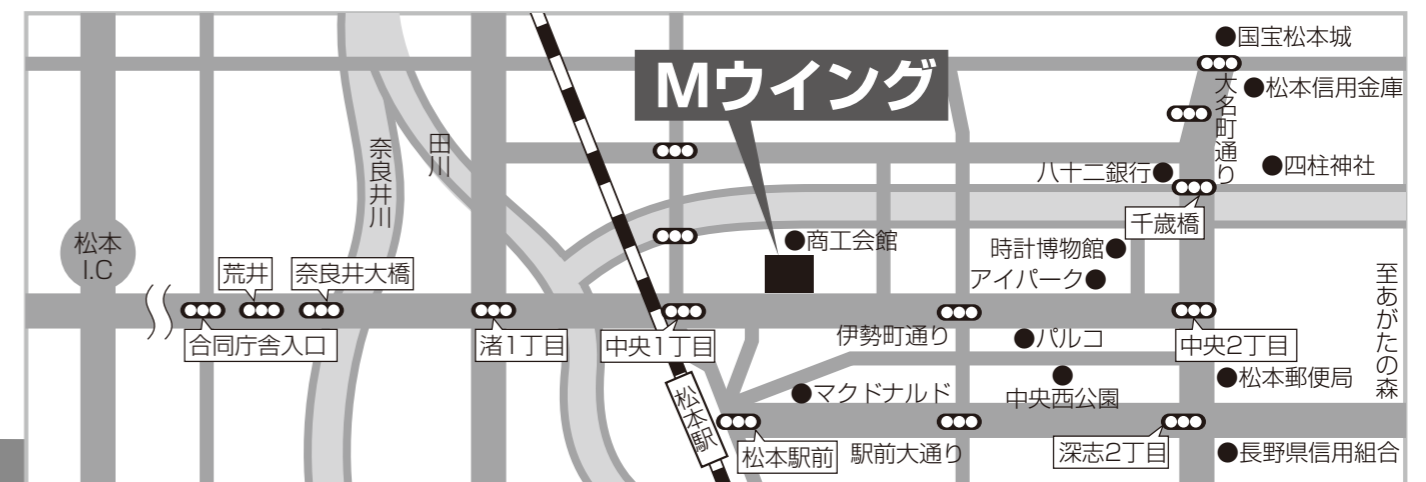 国宝松本城
Mウイング
松本信用金庫
大名町通り
田川
奈良井川
八十二銀行
四柱神社
千歳橋
松本
I.C
商工会館
時計博物館
アイパーク
荒井
奈良井大橋
至あがたの森
合同庁舎入口
渚1丁目
中央1丁目
伊勢町通り
パルコ
中央2丁目
松本駅
マクドナルド
中央西公園
松本郵便局
松本駅前
駅前大通り
深志2丁目
長野県信用組合